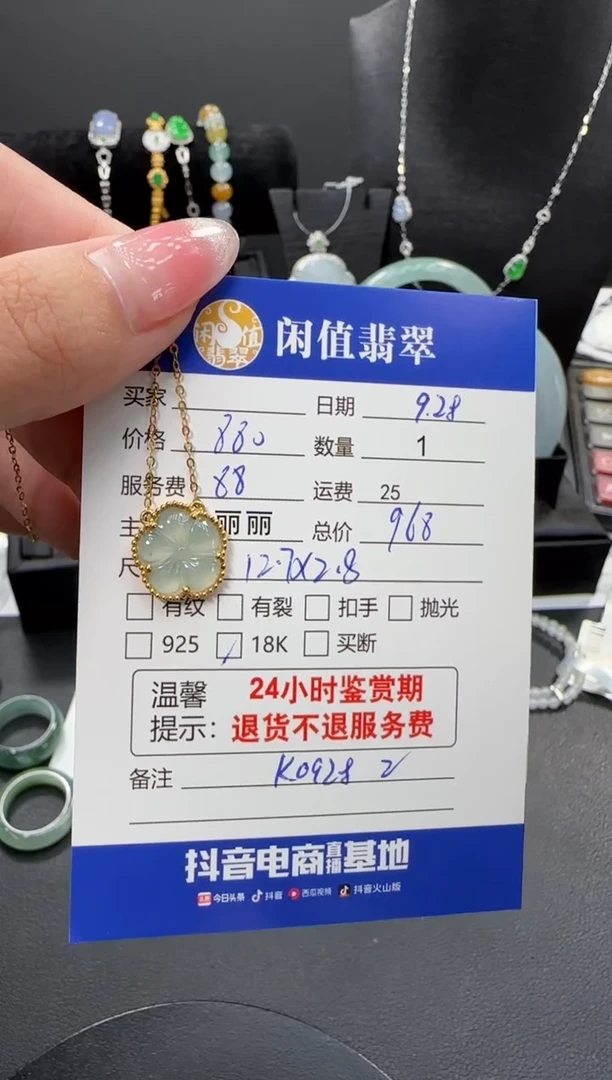 闲值翡翠
闲值翡翠
买家 日期 9.28
价格 880 数量 1
服务费 88 运费 25
主 丽丽 总价 968
尺 12.7X2.8
有纹 有裂 扣手 抛光
925 18K 买断
温馨 24小时鉴赏期
提示: 退货不退服务费
备注 K0928 2
抖音电商直播基地
今日头条 抖音 西瓜视频 抖音火山版